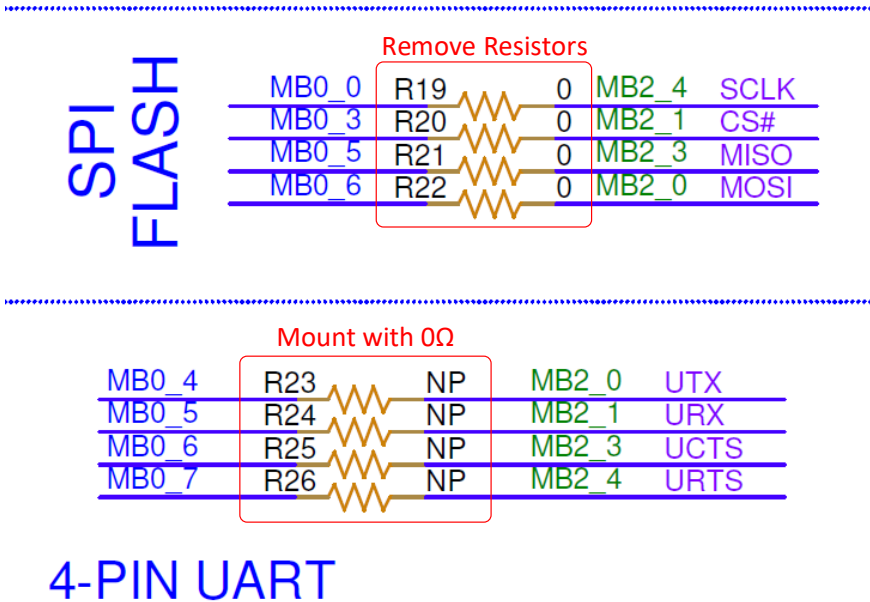 Remove Resistors
SPI
FLASH
MB0_0 R19 0 MB2_4 SCLK
MB0_3 R20 0 MB2_1 CS#
MB0_5 R21 0 MB2_3 MISO
MB0_6 R22 0 MB2_0 MOSI
Mount with 0Ω
MB0_4 R23 NP MB2_0 UTX
MB0_5 R24 NP MB2_1 URX
MB0_6 R25 NP MB2_3 UCTS
MB0_7 R26 NP MB2_4 URTS
4-PIN UART